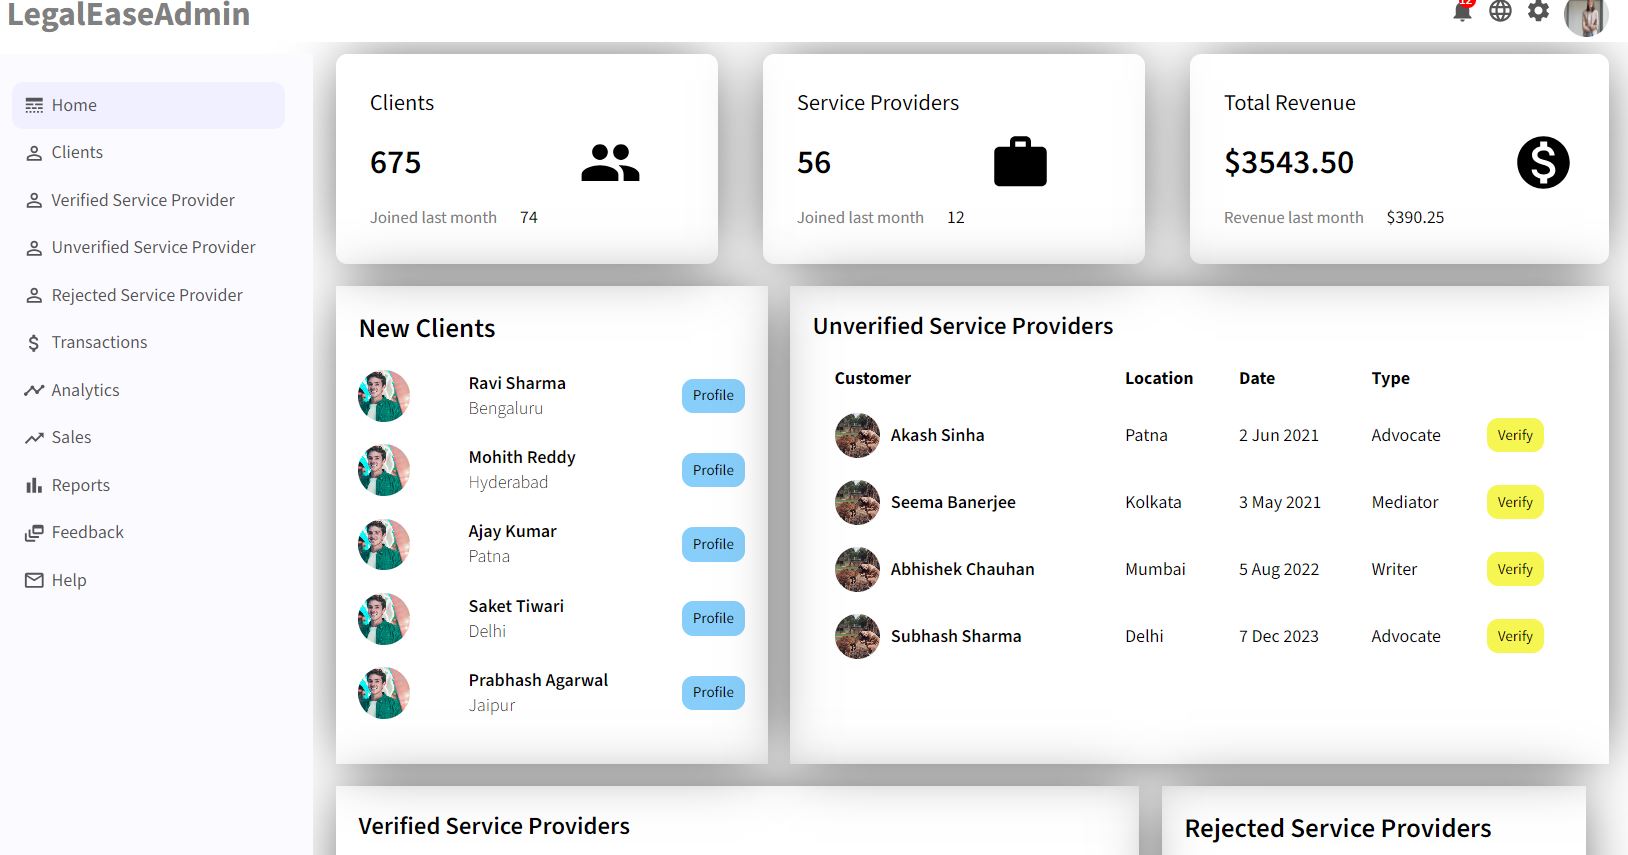 LegalEaseAdmin
12
Home
Clients
Verified Service Provider
Unverified Service Provider
Rejected Service Provider
Transactions
Analytics
Sales
Reports
Feedback
Help
Clients
675
Joined last month 74
Service Providers
56
Joined last month 12
Total Revenue
$3543.50
Revenue last month $390.25
New Clients
Ravi Sharma
Bengaluru
Profile
Mohith Reddy
Hyderabad
Profile
Ajay Kumar
Patna
Profile
Saket Tiwari
Delhi
Profile
Prabhash Agarwal
Jaipur
Profile
Unverified Service Providers
Customer Location Date Type
Akash Sinha Patna 2 Jun 2021 Advocate Verify
Seema Banerjee Kolkata 3 May 2021 Mediator Verify
Abhishek Chauhan Mumbai 5 Aug 2022 Writer Verify
Subhash Sharma Delhi 7 Dec 2023 Advocate Verify
Verified Service Providers
Rejected Service Providers